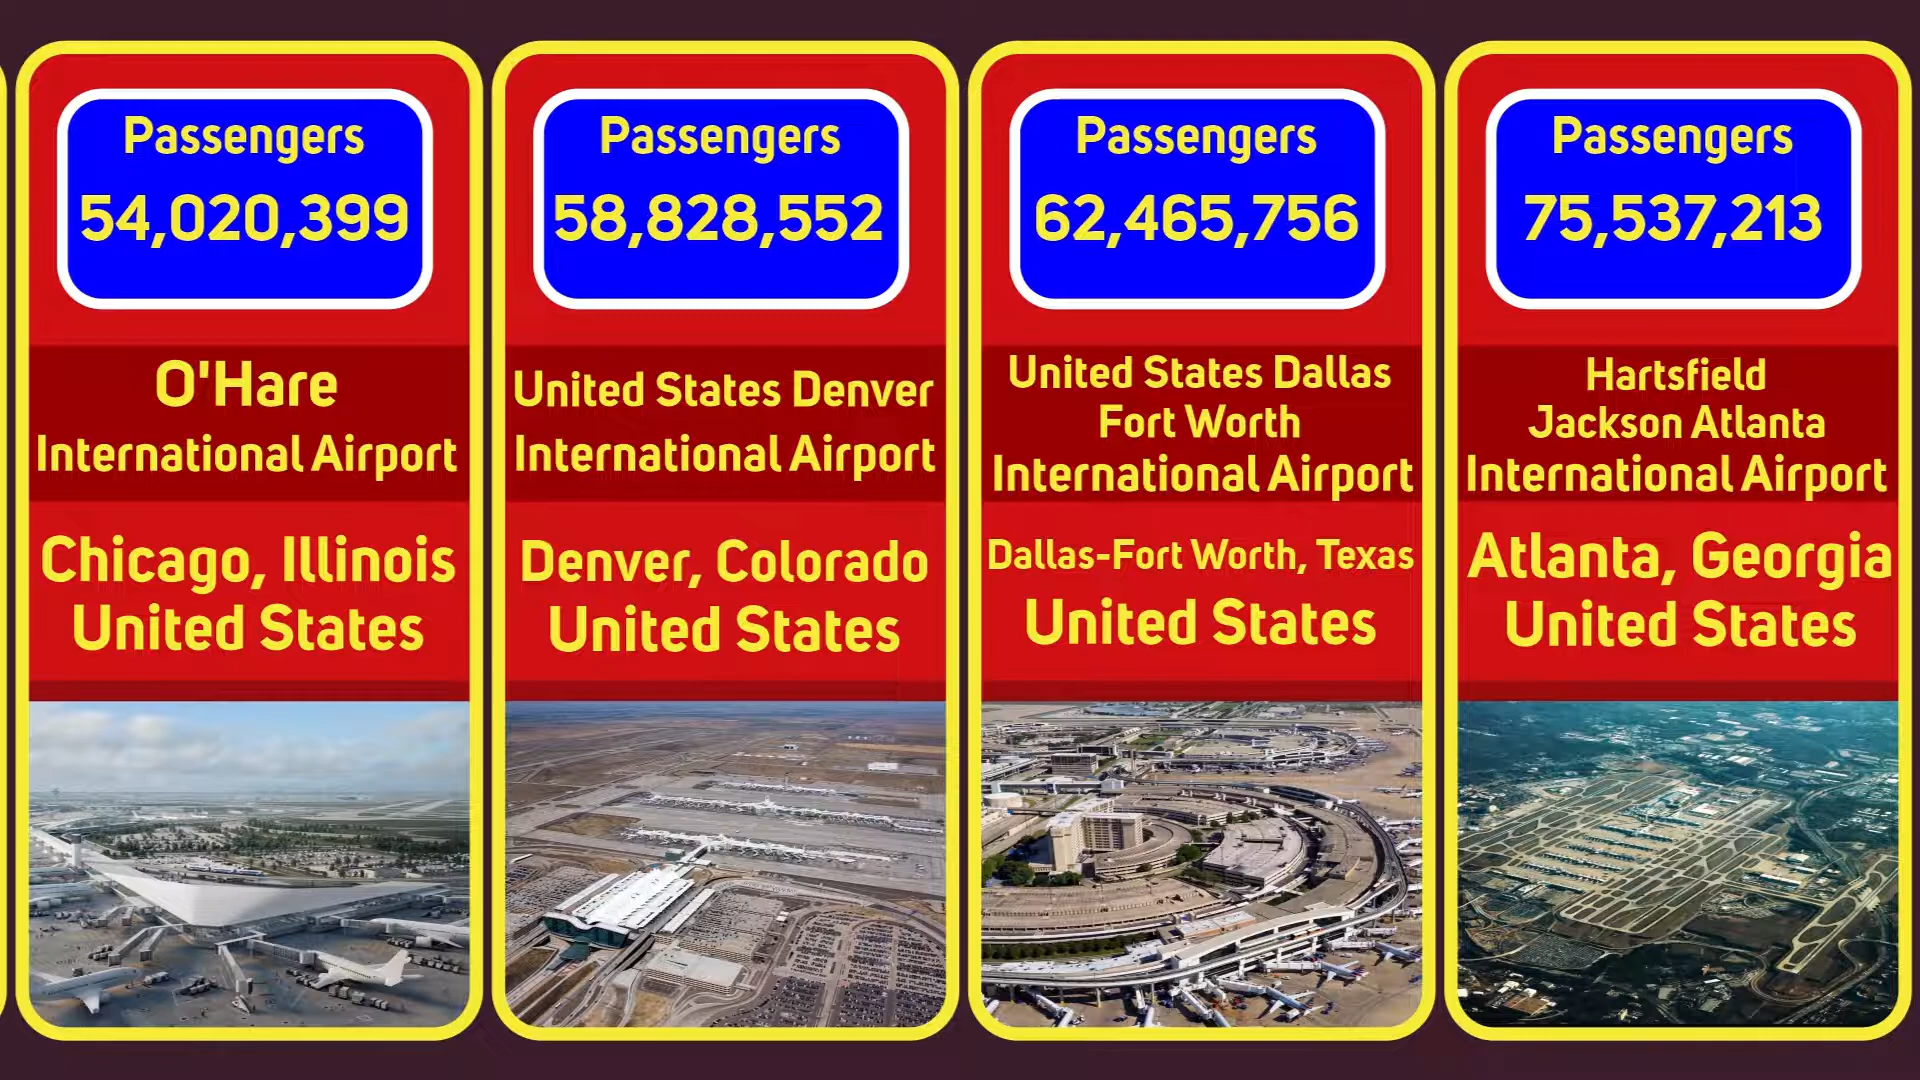 Passengers
54,020,399
O'Hare
International Airport
Chicago, Illinois
United States
Passengers
58,828,552
United States Denver
International Airport
Denver, Colorado
United States
Passengers
62,465,756
United States Dallas
Fort Worth
International Airport
Dallas-Fort Worth, Texas
United States
Passengers
75,537,213
Hartsfield
Jackson Atlanta
International Airport
Atlanta, Georgia
United States